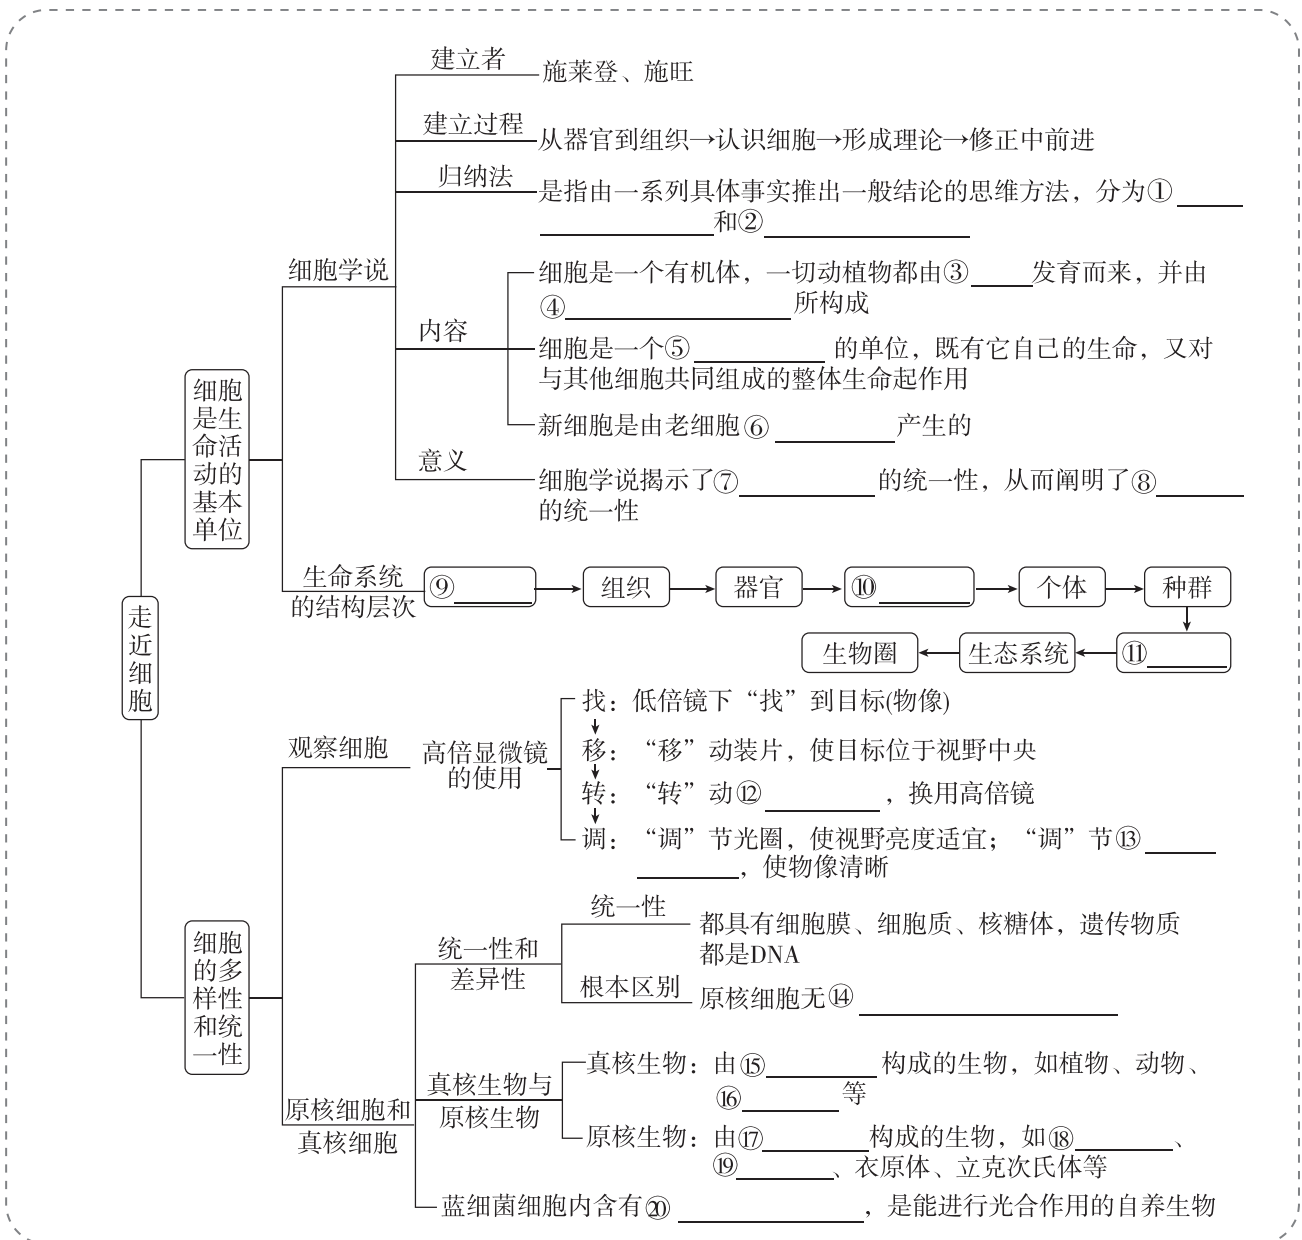 建立者
施莱登、施旺
建立过程
从器官到组织→认识细胞→形成理论→修正中前进
归纳法
是指由一系列具体事实推出一般结论的思维方法，分为①
和②
细胞学说
细胞是一个有机体，一切动植物都由③发育而来，并由
④所构成
内容
细胞是一个⑤的单位，既有它自己的生命，又对
与其他细胞共同组成的整体生命起作用
新细胞是由老细胞⑥产生的
意义
细胞学说揭示了⑦的统一性，从而阐明了⑧
的统一性
细胞
是生
命活
动的
基本
单位
生命系统
的结构层次
⑨→组织→器官→⑩→个体→种群
生物圈←生态系统←⑪
走
近
细
胞
观察细胞
高倍显微镜
的使用
找：低倍镜下“找”到目标(物像)
移：“移”动装片，使目标位于视野中央
转：“转”动⑫，换用高倍镜
调：“调”节光圈，使视野亮度适宜；“调”节⑬
，使物像清晰
细胞
的多
样性
和统
一性
统一性和
差异性
统一性
都具有细胞膜、细胞质、核糖体，遗传物质
都是DNA
根本区别
原核细胞无⑭
原核细胞和
真核细胞
真核生物与
原核生物
真核生物：由⑮构成的生物，如植物、动物、
⑯等
原核生物：由⑰构成的生物，如⑱、
⑲、衣原体、立克次氏体等
蓝细菌细胞内含有⑳，是能进行光合作用的自养生物